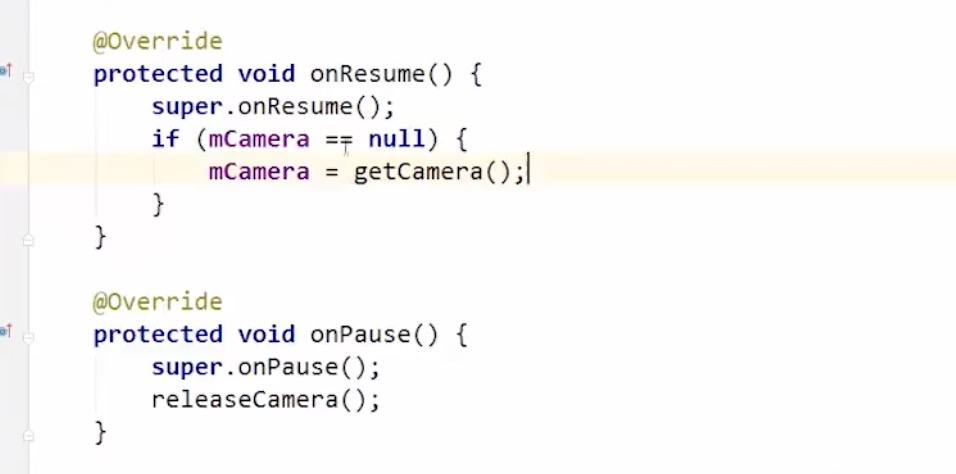 @Override
protected void onResume() {
super.onResume();
if (mCamera == null) {
mCamera = getCamera();
}
}
@Override
protected void onPause() {
super.onPause();
releaseCamera();
}